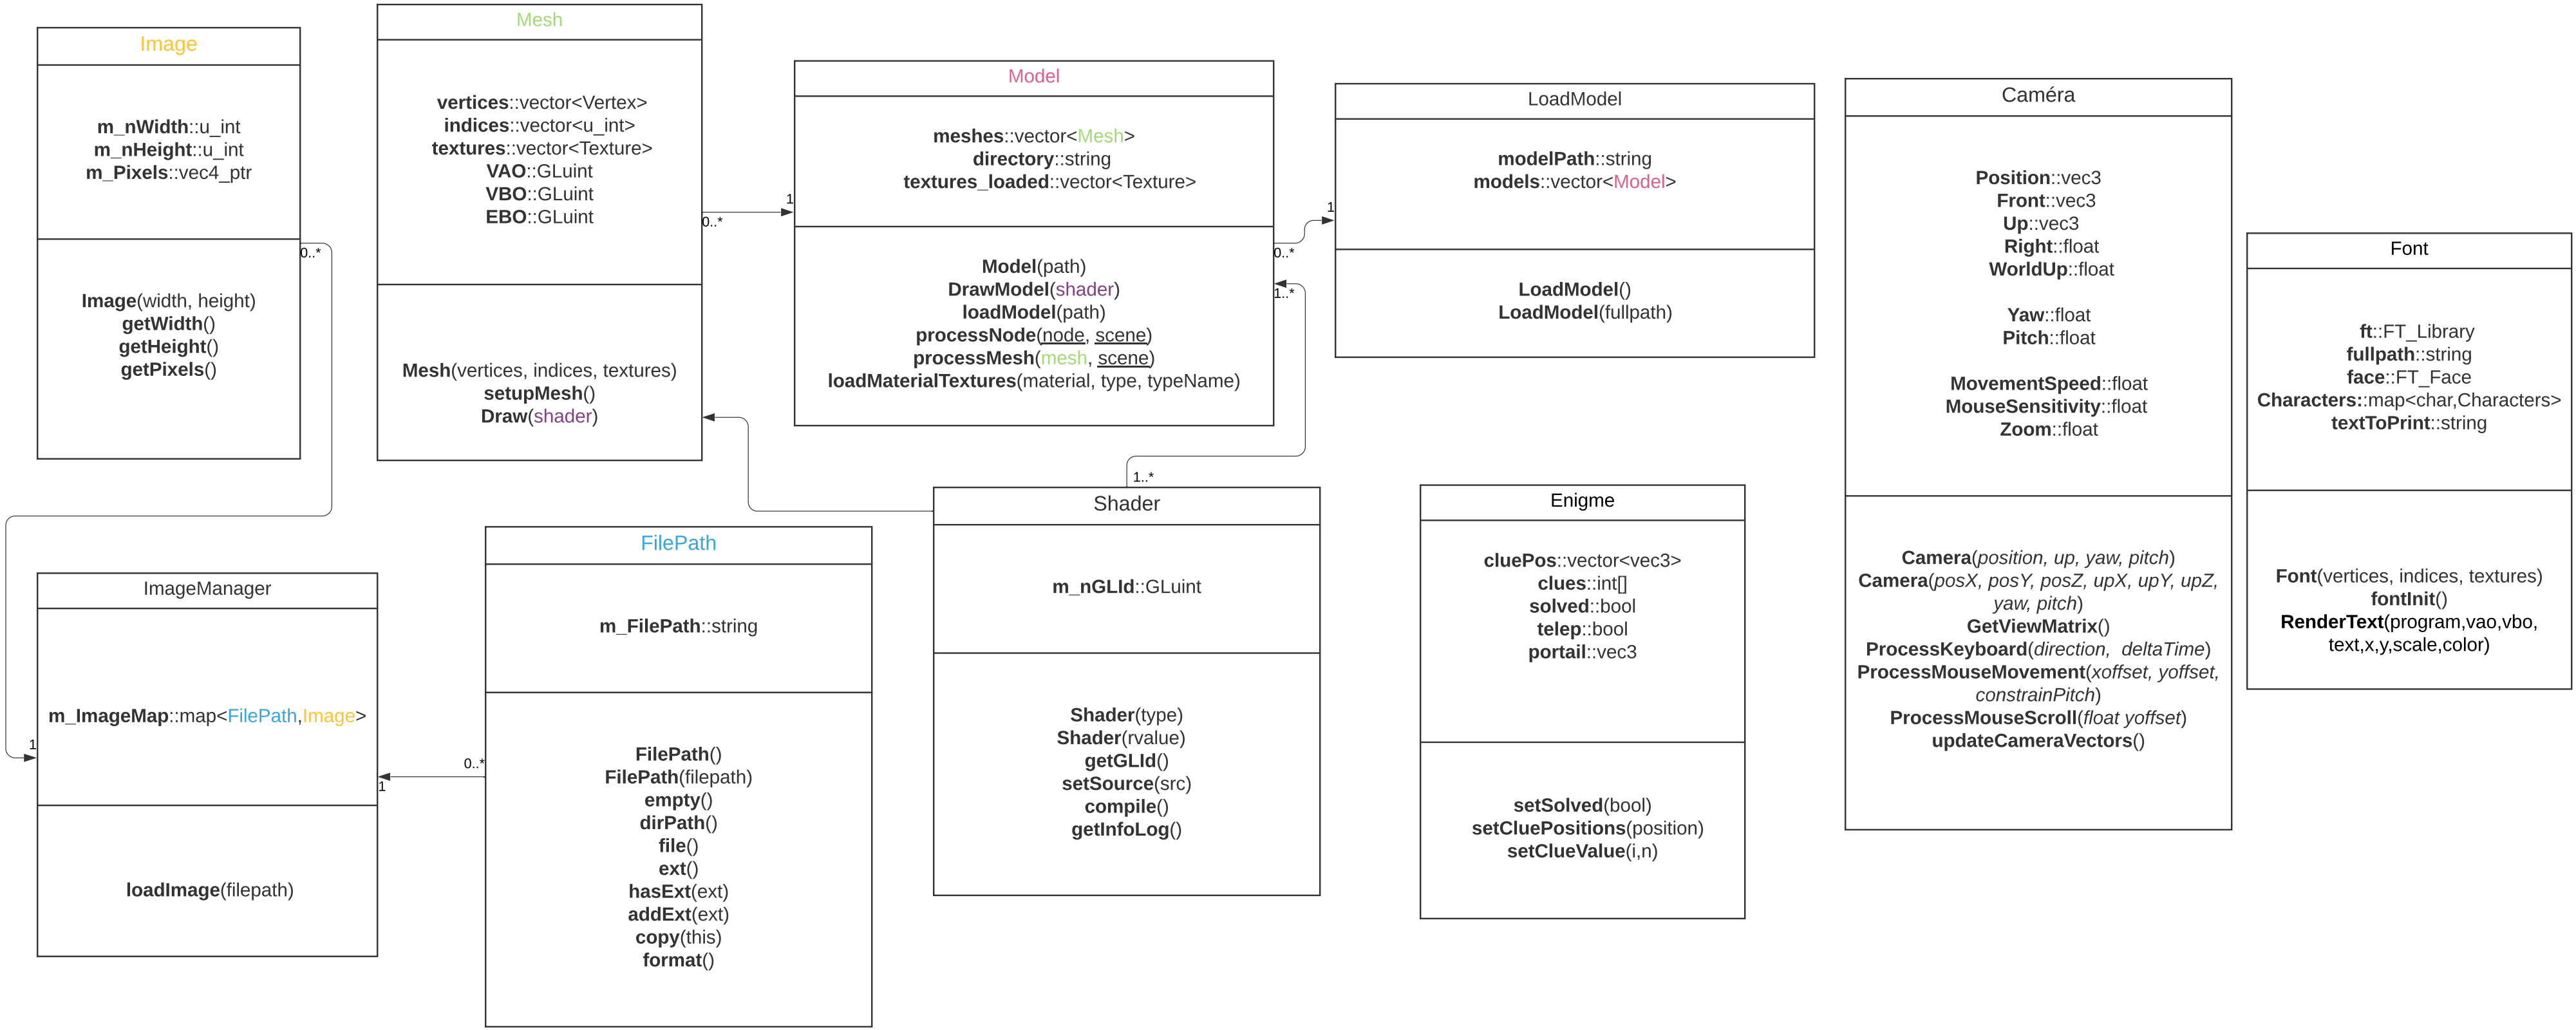 Image
m_nWidth::u_int
m_nHeight::u_int
m_Pixels::vec4_ptr
Image(width, height)
getWidth()
getHeight()
getPixels()
0..*
Mesh
vertices::vector<Vertex>
indices::vector<u_int>
textures::vector<Texture>
VAO::GLuint
VBO::GLuint
EBO::GLuint
Mesh(vertices, indices, textures)
setupMesh()
Draw(shader)
0..*
1
Model
meshes::vector<Mesh>
directory::string
textures_loaded::vector<Texture>
Model(path)
DrawModel(shader)
loadModel(path)
processNode(node, scene)
processMesh(mesh, scene)
loadMaterialTextures(material, type, typeName)
0..*
1..*
1
LoadModel
modelPath::string
models::vector<Model>
LoadModel()
LoadModel(fullpath)
Caméra
Position::vec3
Front::vec3
Up::vec3
Right::float
WorldUp::float
Yaw::float
Pitch::float
MovementSpeed::float
MouseSensitivity::float
Zoom::float
Camera(position, up, yaw, pitch)
Camera(posX, posY, posZ, upX, upY, upZ,
yaw, pitch)
GetViewMatrix()
ProcessKeyboard(direction, deltaTime)
ProcessMouseMovement(xoffset, yoffset,
constrainPitch)
ProcessMouseScroll(float yoffset)
updateCameraVectors()
Font
ft::FT_Library
fullpath::string
face::FT_Face
Characters::map<char,Characters>
textToPrint::string
Font(vertices, indices, textures)
fontInit()
RenderText(program,vao,vbo,
text,x,y,scale,color)
ImageManager
m_ImageMap::map<FilePath,Image>
loadImage(filepath)
1
1
0..*
FilePath
m_FilePath::string
FilePath()
FilePath(filepath)
empty()
dirPath()
file()
ext()
hasExt(ext)
addExt(ext)
copy(this)
format()
1..*
Shader
m_nGLId::GLuint
Shader(type)
Shader(rvalue)
getGLId()
setSource(src)
compile()
getInfoLog()
Enigme
cluePos::vector<vec3>
clues::int[]
solved::bool
telep::bool
portail::vec3
setSolved(bool)
setCluePositions(position)
setClueValue(i,n)